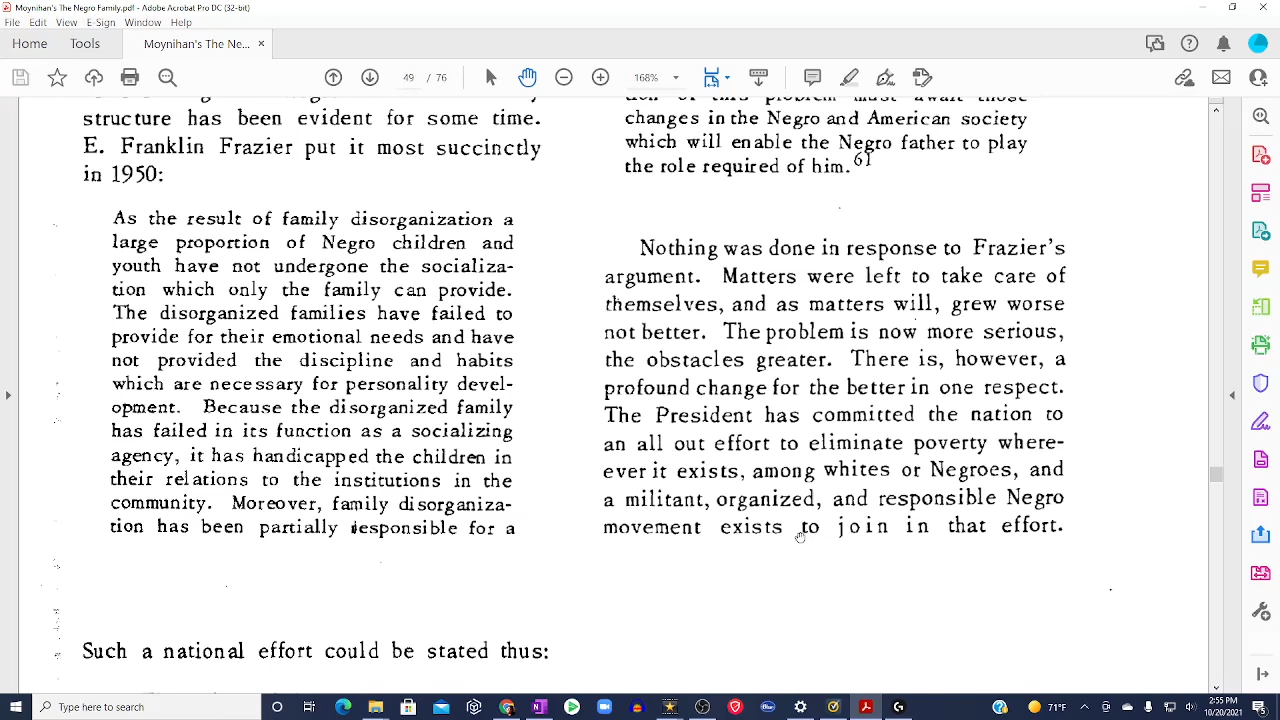 Moynihan's The Negro Family.pdf - Adobe Acrobat Pro DC (32-bit)
File Edit View E-Sign Window Help
Home Tools Moynihan's The Ne... ×
49 / 76 168%
structure has been evident for some time.
E. Franklin Frazier put it most succinctly
in 1950:
As the result of family disorganization a
large proportion of Negro children and
youth have not undergone the socializa-
tion which only the family can provide.
The disorganized families have failed to
provide for their emotional needs and have
not provided the discipline and habits
which are necessary for personality devel-
opment. Because the disorganized family
has failed in its function as a socializing
agency, it has handicapped the children in
their relations to the institutions in the
community. Moreover, family disorganiza-
tion has been partially responsible for a
tion of this problem must await those
changes in the Negro and American society
which will enable the Negro father to play
the role required of him.61
Nothing was done in response to Frazier's
argument. Matters were left to take care of
themselves, and as matters will, grew worse
not better. The problem is now more serious,
the obstacles greater. There is, however, a
profound change for the better in one respect.
The President has committed the nation to
an all out effort to eliminate poverty where-
ever it exists, among whites or Negroes, and
a militant, organized, and responsible Negro
movement exists to join in that effort.
Such a national effort could be stated thus:
Type here to search
71°F
2:55 PM
10/20/2021